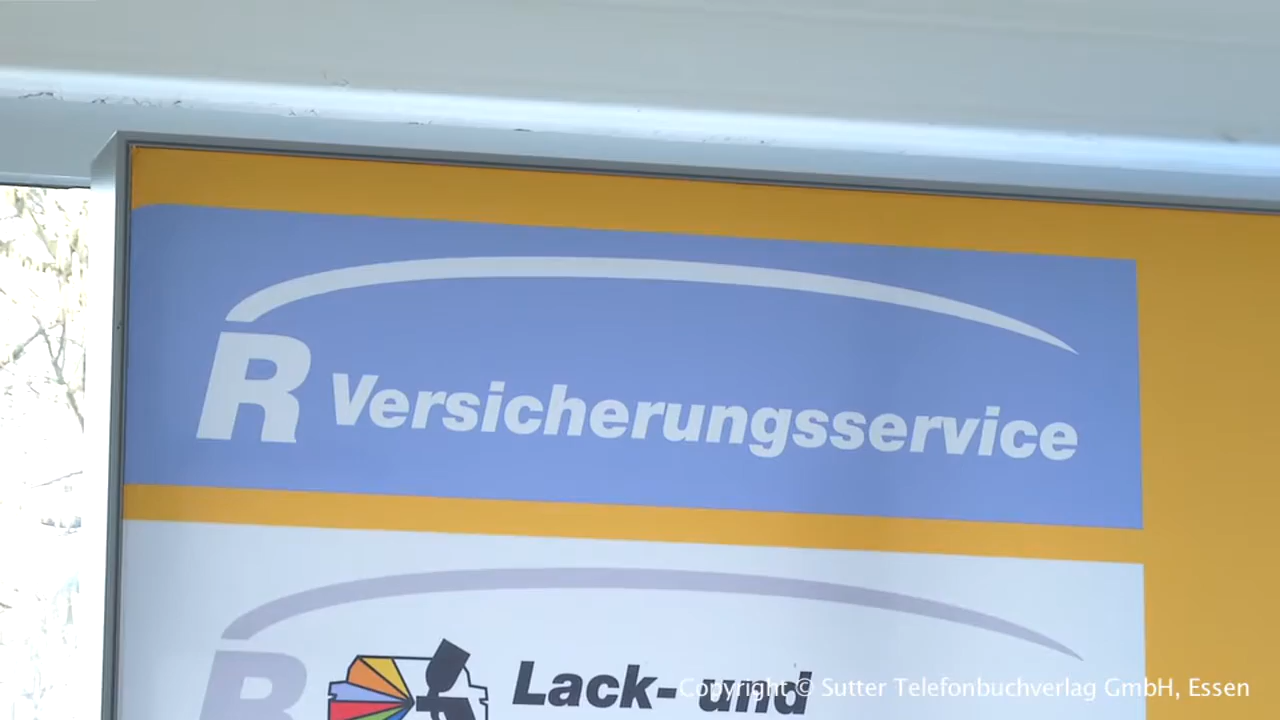 R Versicherungsservice
R
Lack- und
Copyright © Sutter Telefonbuchverlag GmbH, Essen